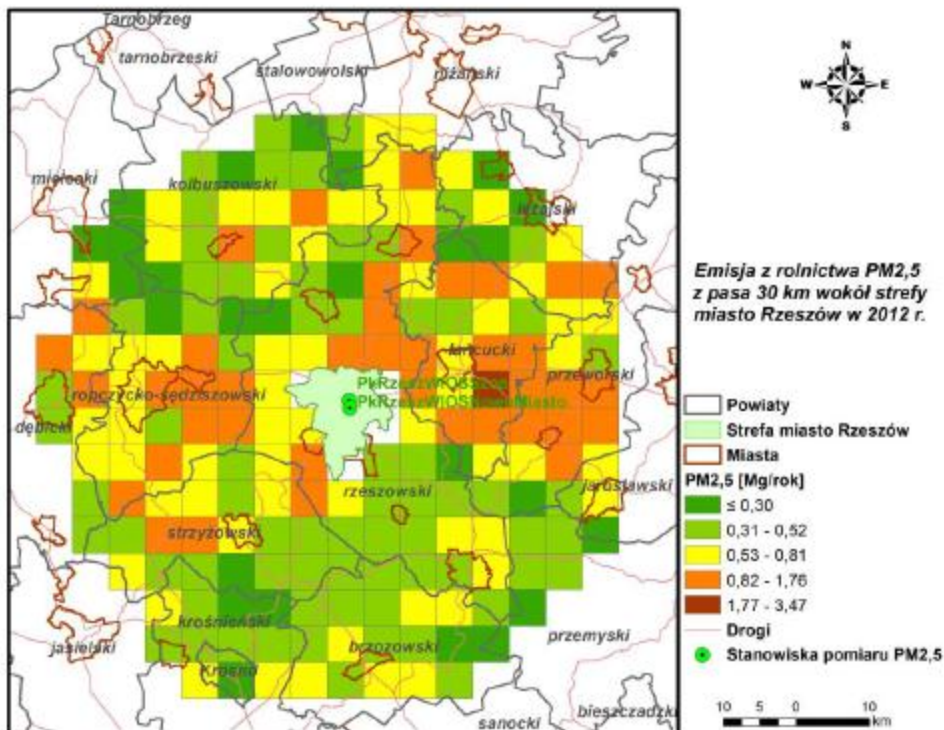 Tarnobrzeg
tarnobrzeski
stalowowolski
niżański
mielecki
kolbuszowski
leżajski
łańcucki
przeworski
ropczycko-sędziszowski
dębicki
rzeszowski
jarosławski
strzyżowski
krośnieński
jasielski
Krosno
brzozowski
przemyski
sanocki
bieszczadzki
N
W E
S
Emisja z rolnictwa PM2,5
z pasa 30 km wokół strefy
miasto Rzeszów w 2012 r.
Powiaty
Strefa miasto Rzeszów
Miasta
PM2,5 [Mg/rok]
≤ 0,30
0,31 - 0,52
0,53 - 0,81
0,82 - 1,76
1,77 - 3,47
Drogi
Stanowiska pomiaru PM2,5
10 5 0 10
km